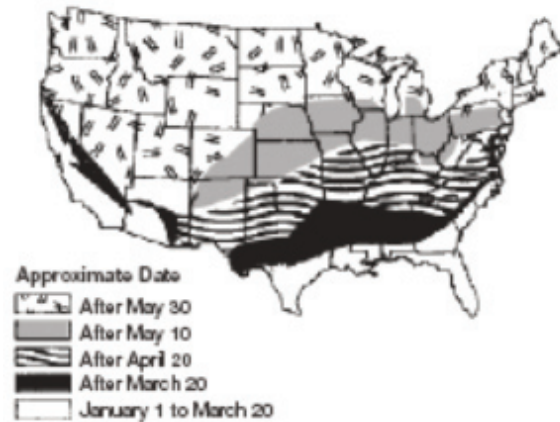 Approximate Date
After May 30
After May 10
After April 20
After March 20
January 1 to March 20